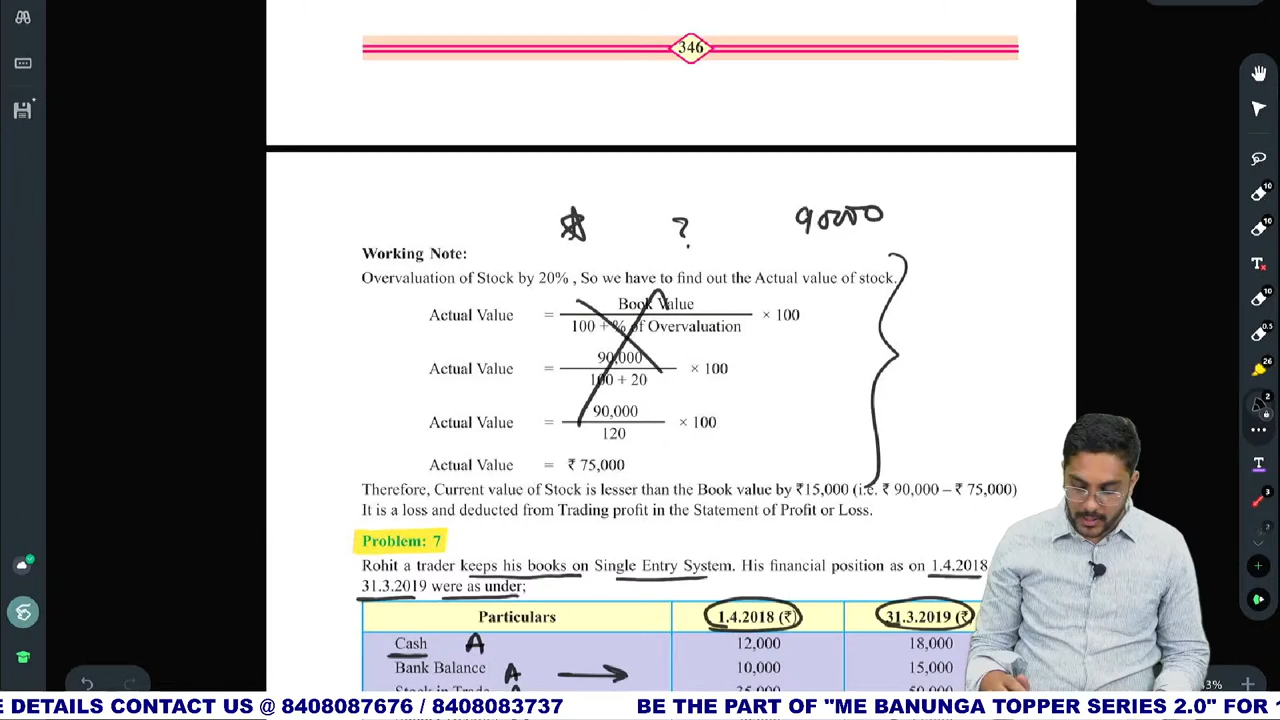 346
? 90000
Working Note:
Overvaluation of Stock by 20% , So we have to find out the Actual value of stock.
Actual Value = Book Value / 100 + % of Overvaluation × 100
Actual Value = 90,000 / 100 + 20 × 100
Actual Value = 90,000 / 120 × 100
Actual Value = ₹ 75,000
Therefore, Current value of Stock is lesser than the Book value by ₹15,000 (i.e. ₹ 90,000 – ₹ 75,000)
It is a loss and deducted from Trading profit in the Statement of Profit or Loss.
Problem: 7
Rohit a trader keeps his books on Single Entry System. His financial position as on 1.4.2018
31.3.2019 were as under;
Particulars 1.4.2018 (₹) 31.3.2019 (₹)
Cash A 12,000 18,000
Bank Balance A 10,000 15,000
Stock in Trade
DETAILS CONTACT US @ 8408087676 / 8308083737 BE THE PART OF "ME BANUNGA TOPPER SERIES 2.0" FOR